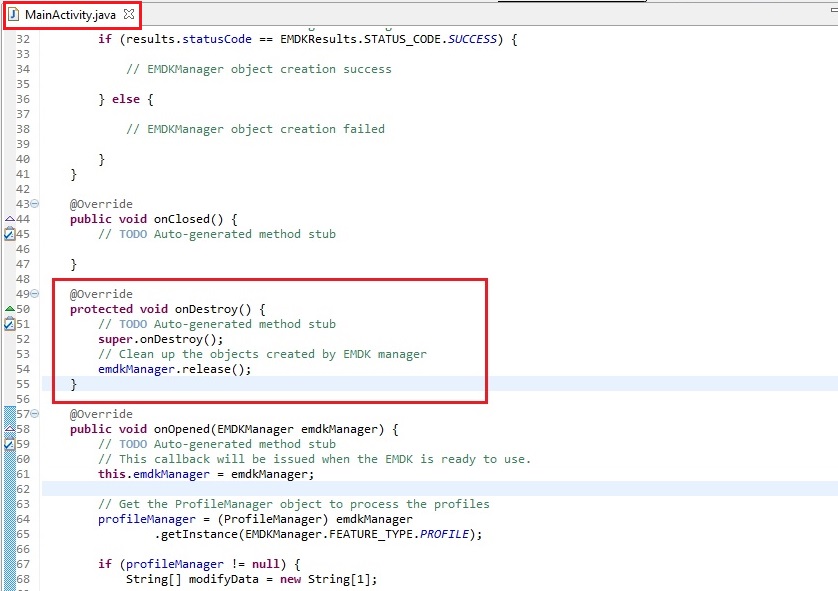 MainActivity.java
32 if (results.statusCode == EMDKResults.STATUS_CODE.SUCCESS) {
33
34 // EMDKManager object creation success
35
36 } else {
37
38 // EMDKManager object creation failed
39
40 }
41 }
42
43 @Override
44 public void onClosed() {
45 // TODO Auto-generated method stub
46
47 }
48
49 @Override
50 protected void onDestroy() {
51 // TODO Auto-generated method stub
52 super.onDestroy();
53 // Clean up the objects created by EMDK manager
54 emdkManager.release();
55 }
56
57 @Override
58 public void onOpened(EMDKManager emdkManager) {
59 // TODO Auto-generated method stub
60 // This callback will be issued when the EMDK is ready to use.
61 this.emdkManager = emdkManager;
62
63 // Get the ProfileManager object to process the profiles
64 profileManager = (ProfileManager) emdkManager
65 .getInstance(EMDKManager.FEATURE_TYPE.PROFILE);
66
67 if (profileManager != null) {
68 String[] modifyData = new String[1];